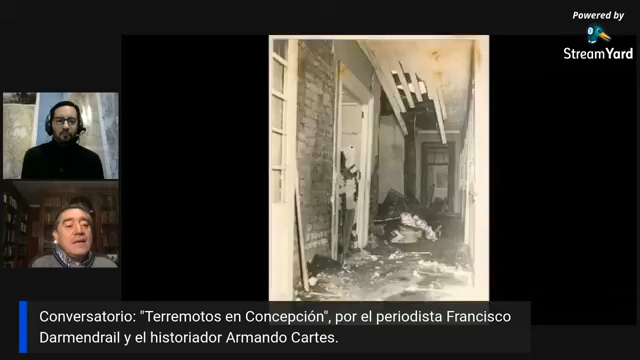 Powered by
StreamYard
Conversatorio: "Terremotos en Concepción", por el periodista Francisco
Darmendrail y el historiador Armando Cartes.